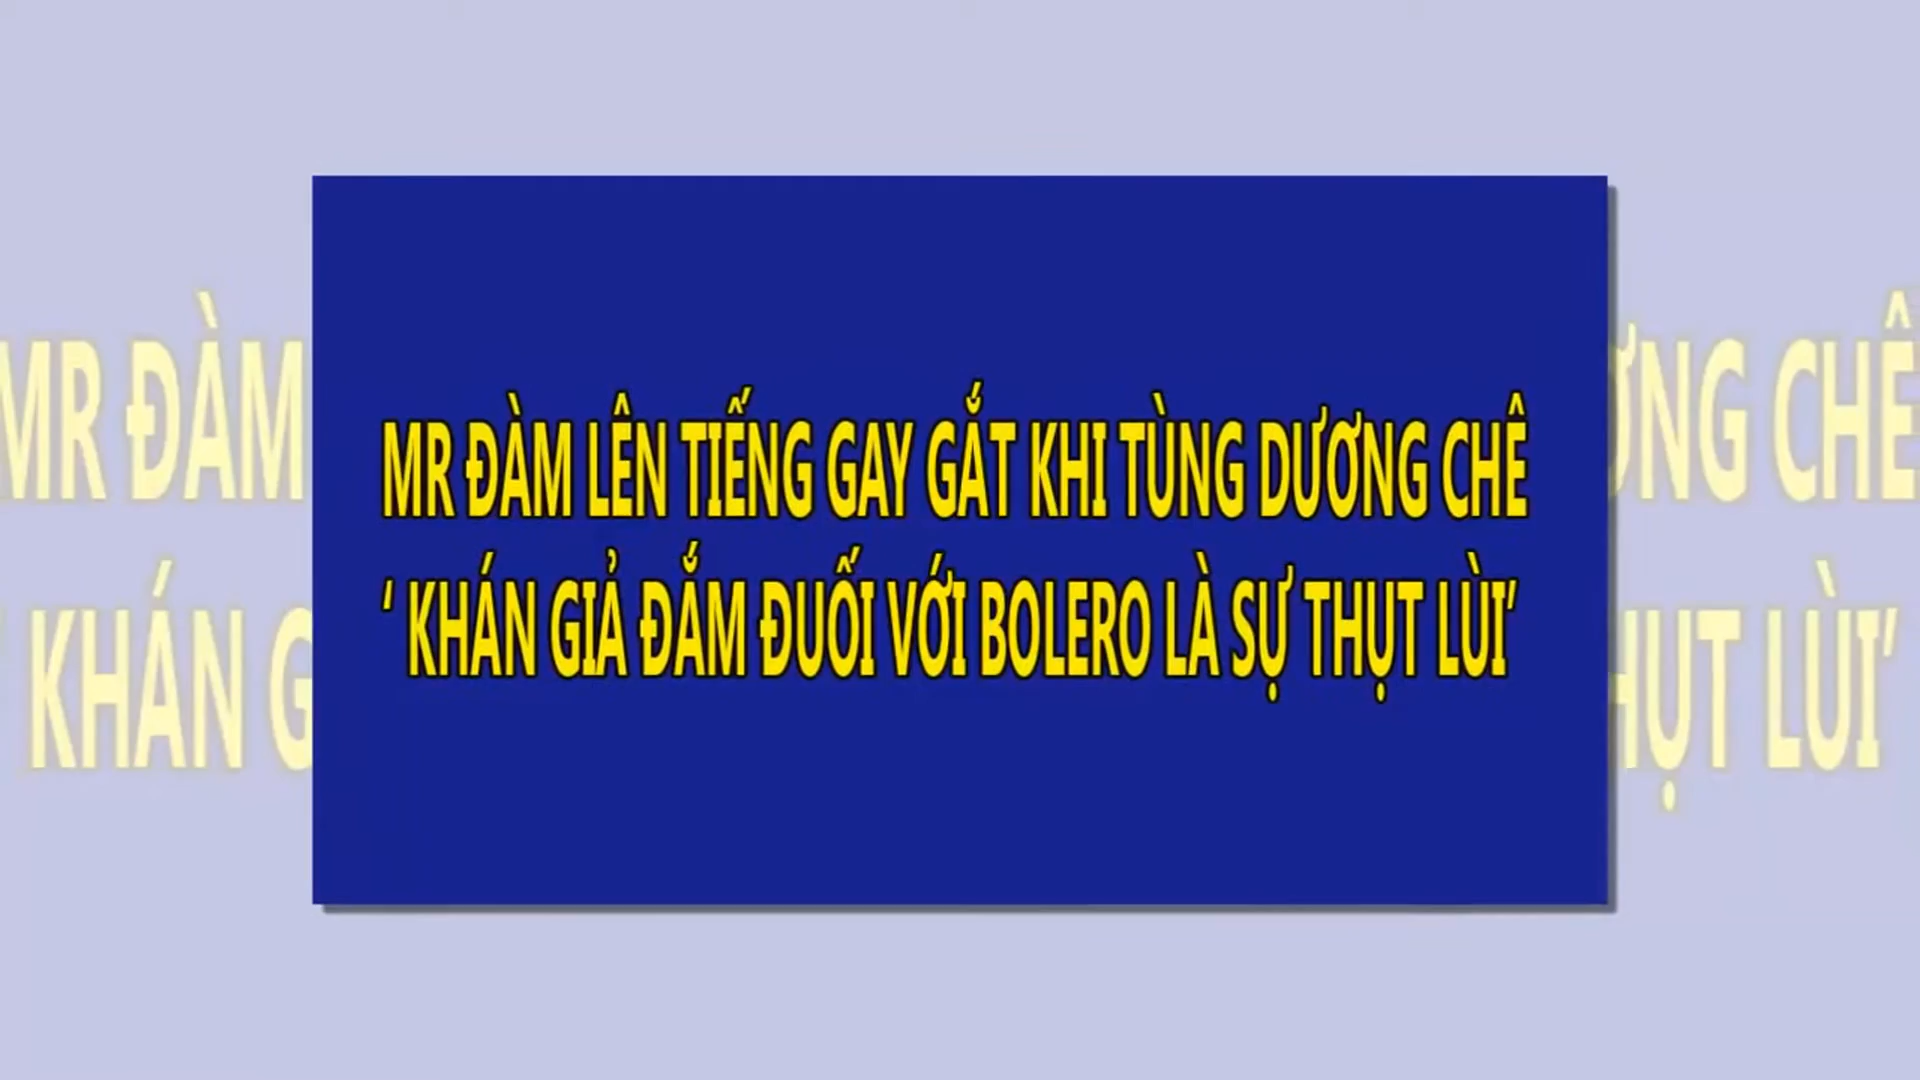 MR ĐÀM LÊN TIẾNG GAY GẮT KHI TÙNG DƯƠNG CHÊ
‘ KHÁN GIẢ ĐẮM ĐUỐI VỚI BOLERO LÀ SỰ THỤT LÙI’